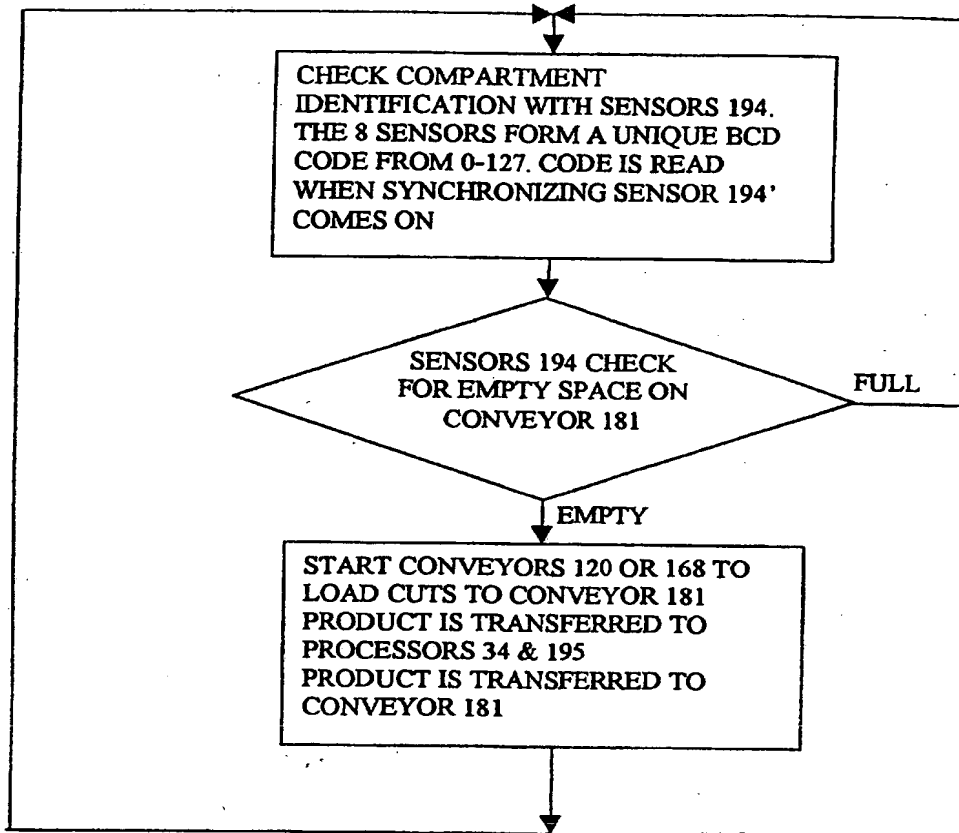 CHECK COMPARTMENT
IDENTIFICATION WITH SENSORS 194.
THE 8 SENSORS FORM A UNIQUE BCD
CODE FROM 0-127. CODE IS READ
WHEN SYNCHRONIZING SENSOR 194'
COMES ON
SENSORS 194 CHECK
FOR EMPTY SPACE ON
CONVEYOR 181
FULL
EMPTY
START CONVEYORS 120 OR 168 TO
LOAD CUTS TO CONVEYOR 181
PRODUCT IS TRANSFERRED TO
PROCESSORS 34 & 195
PRODUCT IS TRANSFERRED TO
CONVEYOR 181